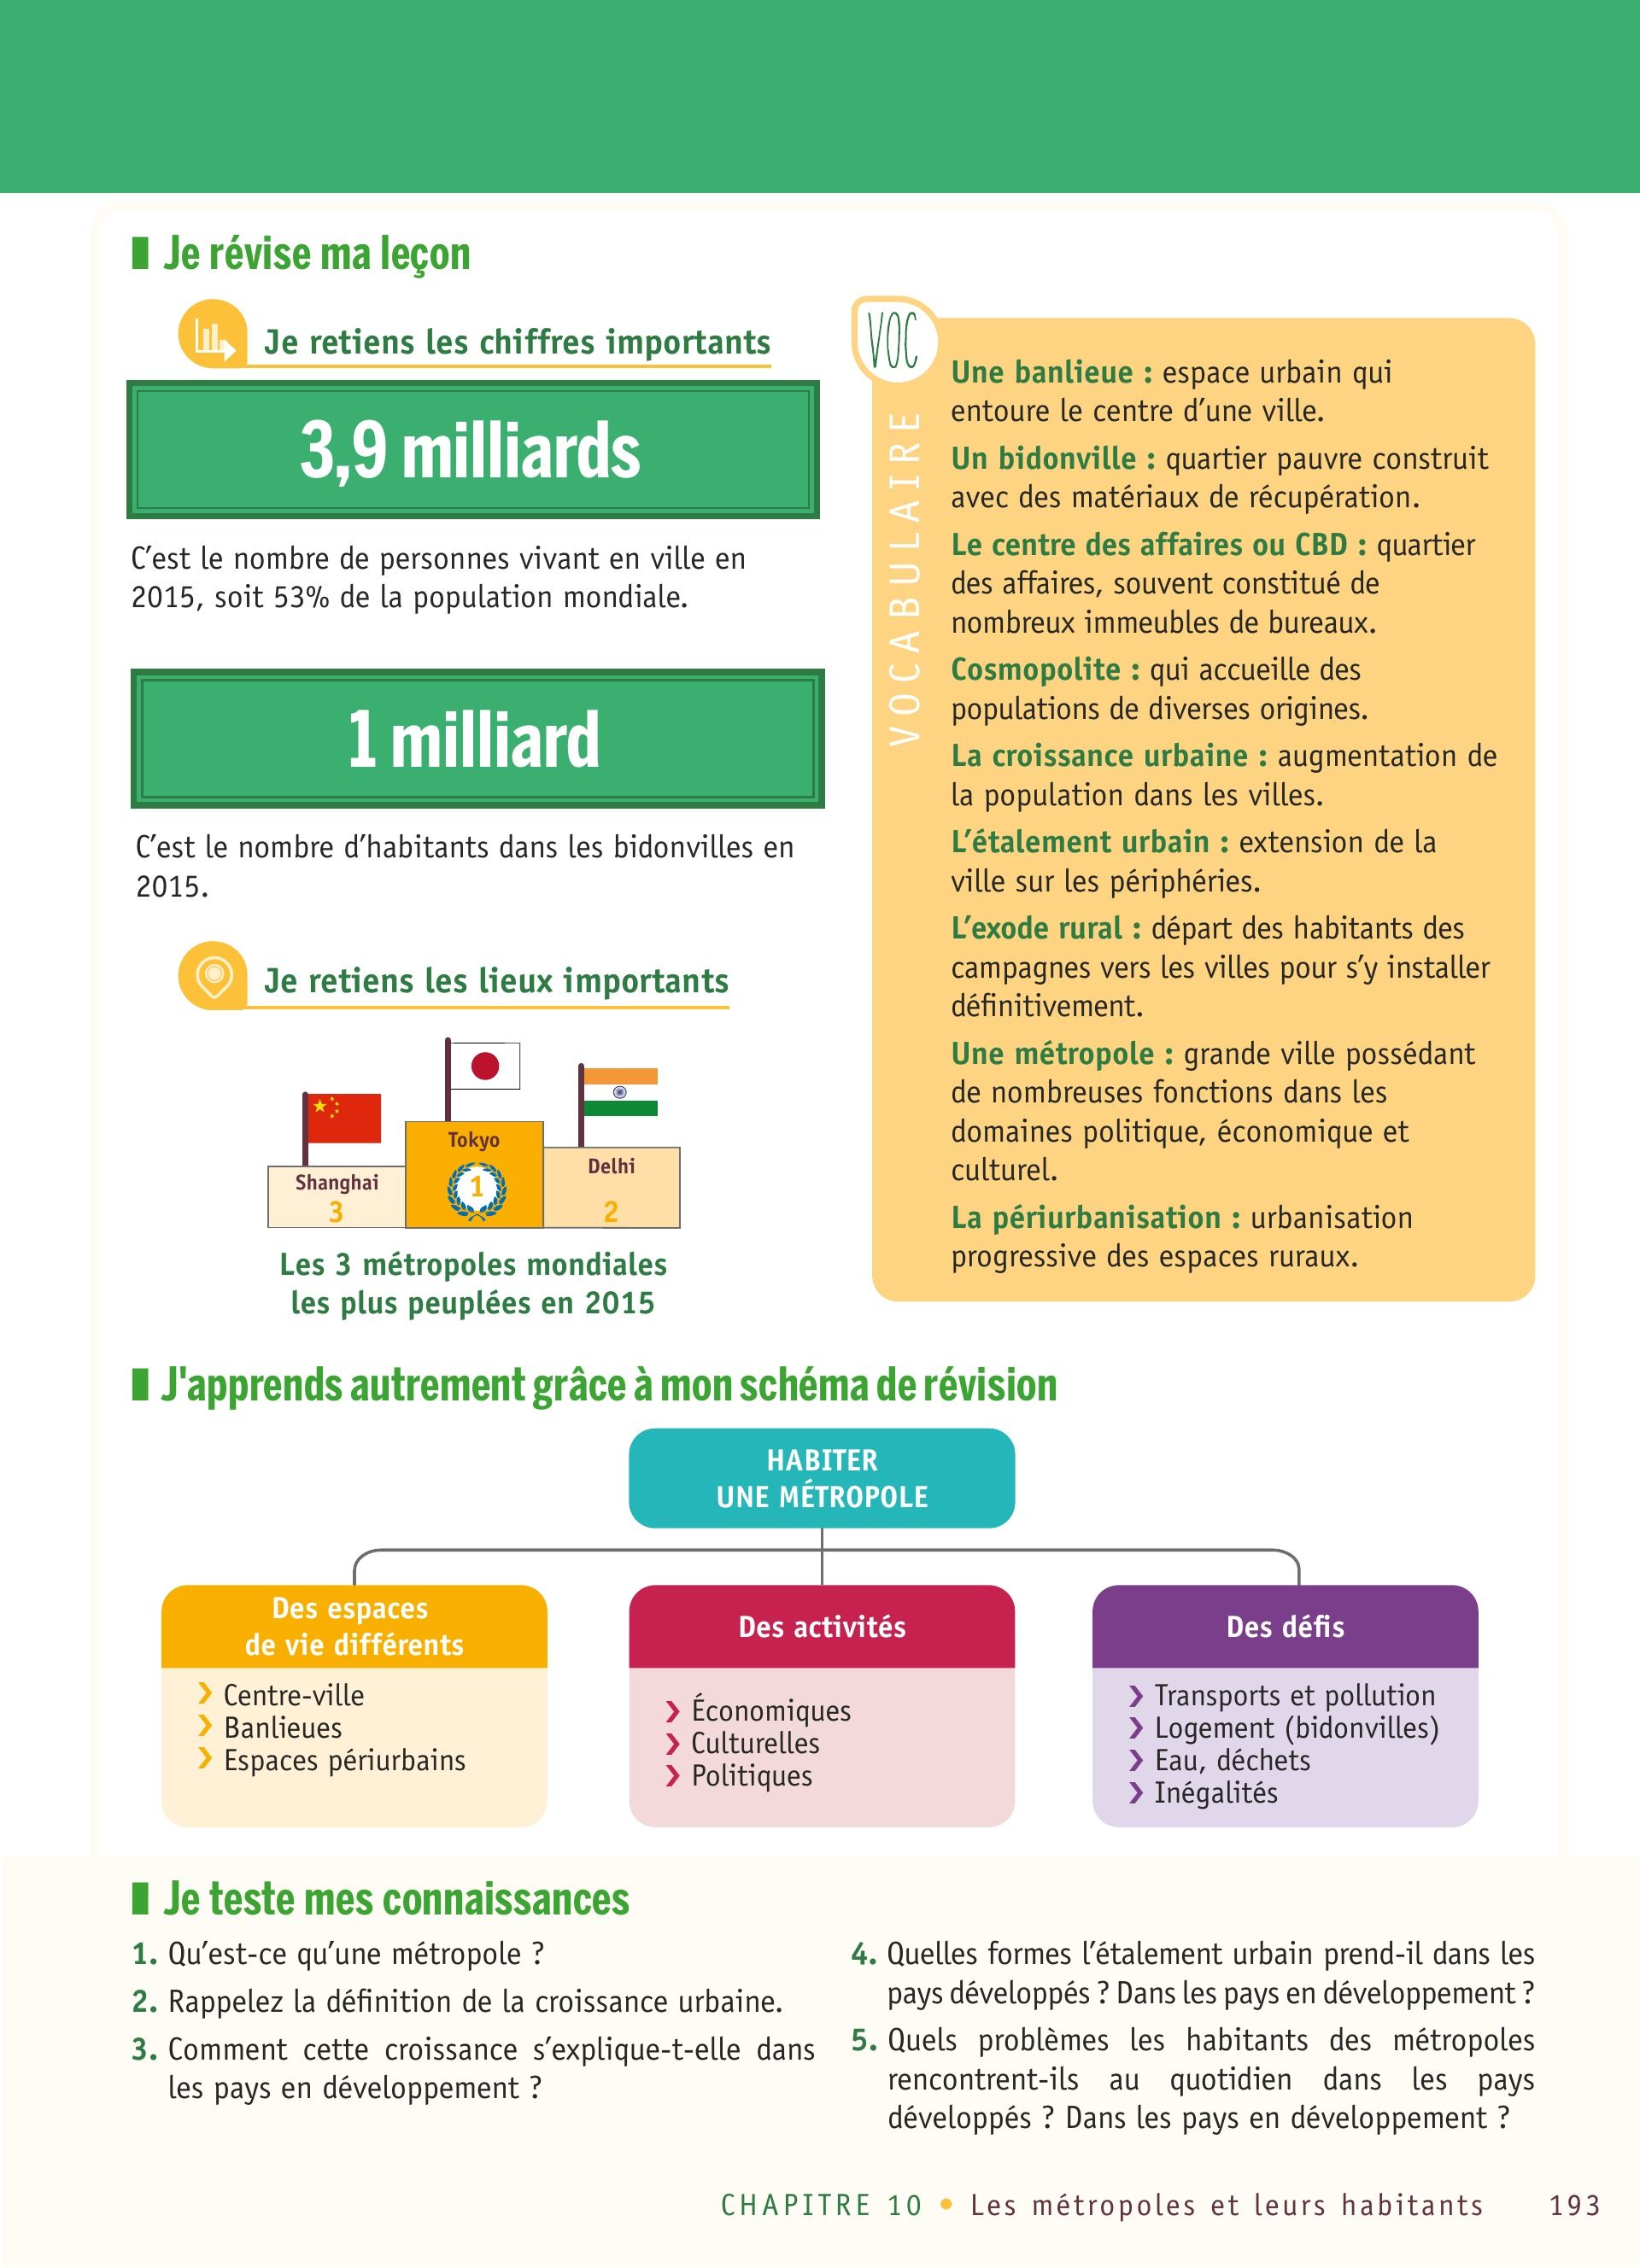 Je révise ma leçon
Je retiens les chiffres importants
3,9 milliards
C'est le nombre de personnes vivant en ville en
2015, soit 53% de la population mondiale.
1 milliard
C'est le nombre d'habitants dans les bidonvilles en
2015.
Je retiens les lieux importants
Tokyo
1
Delhi
2
Shanghai
3
Les 3 métropoles mondiales
les plus peuplées en 2015
VOC
VOCABULAIRE
Une banlieue : espace urbain qui
entoure le centre d'une ville.
Un bidonville : quartier pauvre construit
avec des matériaux de récupération.
Le centre des affaires ou CBD : quartier
des affaires, souvent constitué de
nombreux immeubles de bureaux.
Cosmopolite : qui accueille des
populations de diverses origines.
La croissance urbaine : augmentation de
la population dans les villes.
L'étalement urbain : extension de la
ville sur les périphéries.
L'exode rural : départ des habitants des
campagnes vers les villes pour s'y installer
définitivement.
Une métropole : grande ville possédant
de nombreuses fonctions dans les
domaines politique, économique et
culturel.
La périurbanisation : urbanisation
progressive des espaces ruraux.
J'apprends autrement grâce à mon schéma de révision
HABITER
UNE MÉTROPOLE
Des espaces
de vie différents
Centre-ville
Banlieues
Espaces périurbains
Des activités
Économiques
Culturelles
Politiques
Des défis
Transports et pollution
Logement (bidonvilles)
Eau, déchets
Inégalités
Je teste mes connaissances
1. Qu'est-ce qu'une métropole ?
2. Rappelez la définition de la croissance urbaine.
3. Comment cette croissance s'explique-t-elle dans
les pays en développement ?
4. Quelles formes l'étalement urbain prend-il dans les
pays développés ? Dans les pays en développement ?
5. Quels problèmes les habitants des métropoles
rencontrent-ils au quotidien dans les pays
développés ? Dans les pays en développement ?
CHAPITRE 10 • Les métropoles et leurs habitants 193